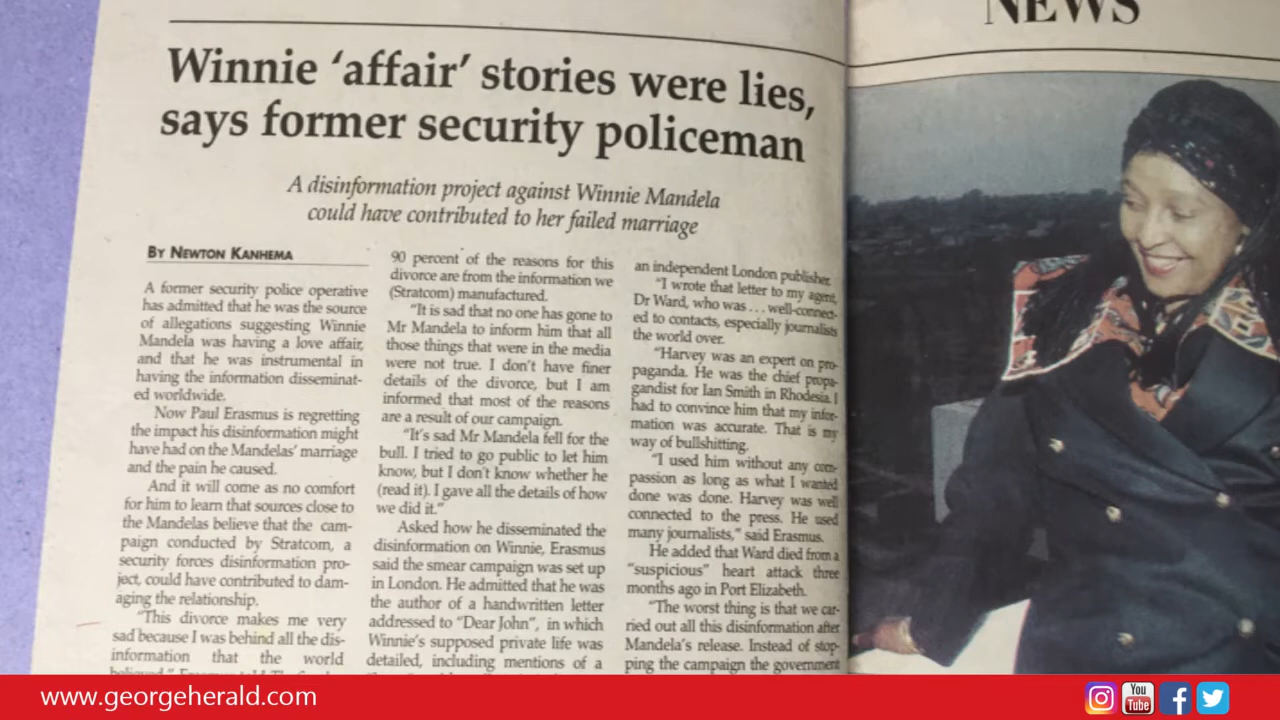 NEWS
Winnie ‘affair’ stories were lies,
says former security policeman
A disinformation project against Winnie Mandela
could have contributed to her failed marriage
BY NEWTON KANHEMA
A former security police operative
has admitted that he was the source
of allegations suggesting Winnie
Mandela was having a love affair,
and that he was instrumental in
having the information disseminat-
ed worldwide.
Now Paul Erasmus is regretting
the impact his disinformation might
have had on the Mandelas’ marriage
and the pain he caused.
And it will come as no comfort
for him to learn that sources close to
the Mandelas believe that the cam-
paign conducted by Stratcom, a
security forces disinformation pro-
ject, could have contributed to dam-
aging the relationship.
“This divorce makes me very
sad because I was behind all the dis-
information that the world
90 percent of the reasons for this
divorce are from the information we
(Stratcom) manufactured.
“It is sad that no one has gone to
Mr Mandela to inform him that all
those things that were in the media
were not true. I don’t have finer
details of the divorce, but I am
informed that most of the reasons
are a result of our campaign.
“It’s sad Mr Mandela fell for the
bull. I tried to go public to let him
know, but I don’t know whether he
(read it). I gave all the details of how
we did it.”
Asked how he disseminated the
disinformation on Winnie, Erasmus
said the smear campaign was set up
in London. He admitted that he was
the author of a handwritten letter
addressed to “Dear John”, in which
Winnie’s supposed private life was
detailed, including mentions of a
an independent London publisher.
“I wrote that letter to my agent,
Dr Ward, who was . . . well-connect-
ed to contacts, especially journalists
the world over.
“Harvey was an expert on pro-
paganda. He was the chief propa-
gandist for Ian Smith in Rhodesia. I
had to convince him that my infor-
mation was accurate. That is my
way of bullshitting.
“I used him without any com-
passion as long as what I wanted
done was done. Harvey was well
connected to the press. He used
many journalists,” said Erasmus.
He added that Ward died from a
“suspicious” heart attack three
months ago in Port Elizabeth.
“The worst thing is that we car-
ried out all this disinformation after
Mandela’s release. Instead of stop-
ping the campaign the government
www.georgeherald.com
You
Tube